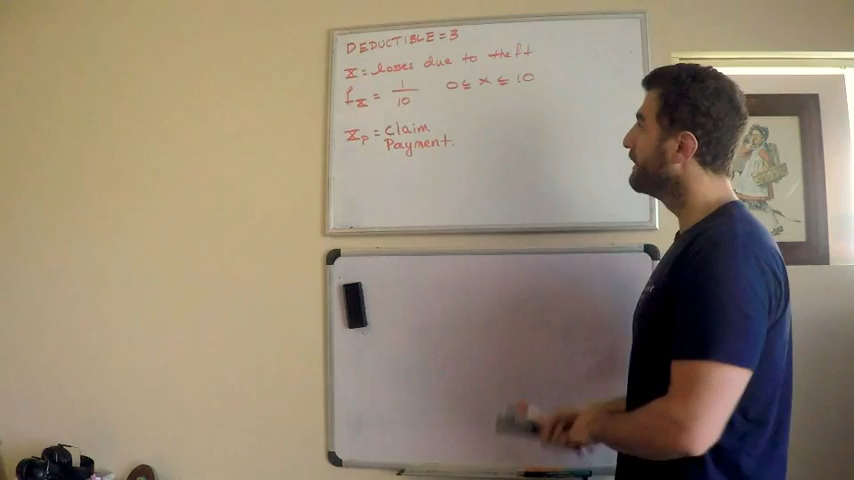 DEDUCTIBLE = 3
X = losses due to theft
f_X = 1/10 0 ≤ x ≤ 10
X_P = claim
Payment.